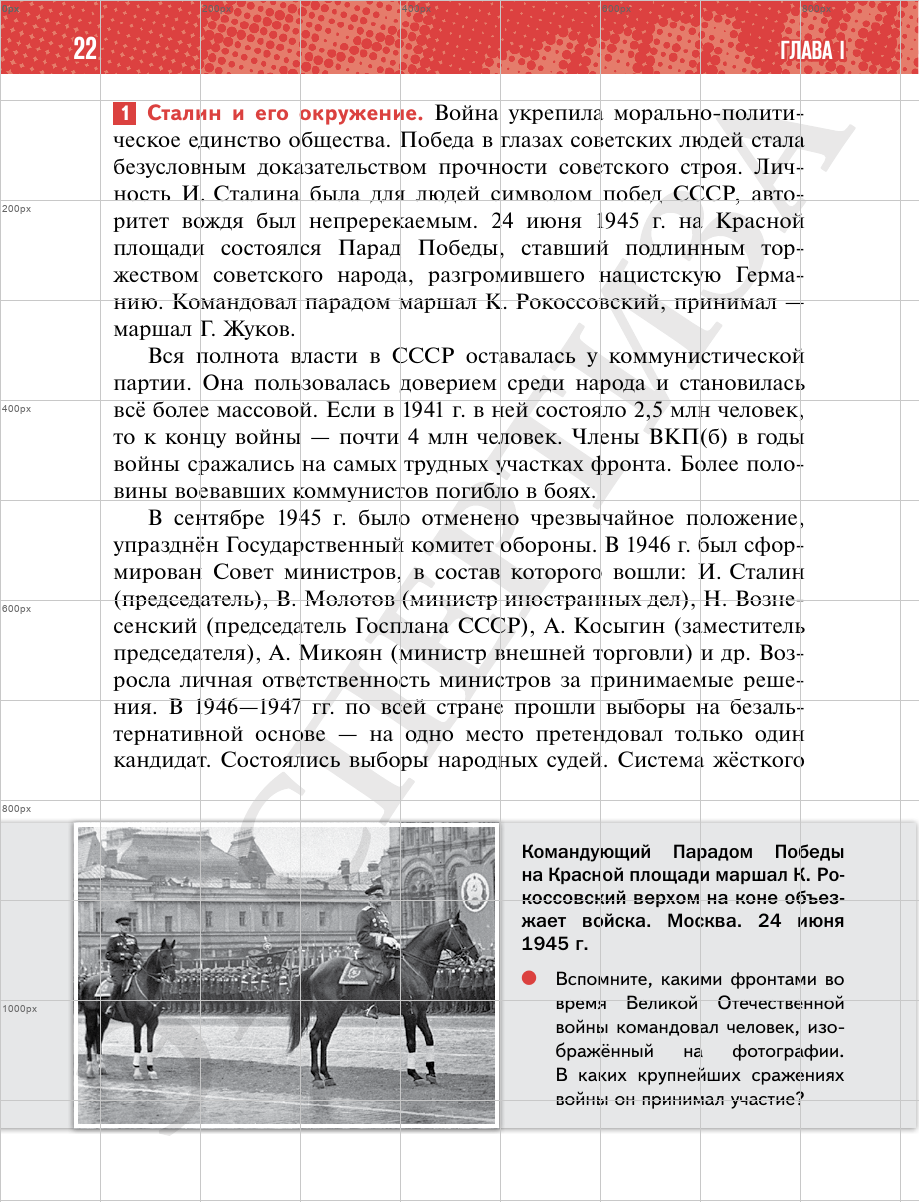 22
ГЛАВА I
1 Сталин и его окружение. Война укрепила морально-полити-
ческое единство общества. Победа в глазах советских людей стала
безусловным доказательством прочности советского строя. Лич-
ность И. Сталина была для людей символом побед СССР, авто-
ритет вождя был непререкаемым. 24 июня 1945 г. на Красной
площади состоялся Парад Победы, ставший подлинным тор-
жеством советского народа, разгромившего нацистскую Герма-
нию. Командовал парадом маршал К. Рокоссовский, принимал —
маршал Г. Жуков.
Вся полнота власти в СССР оставалась у коммунистической
партии. Она пользовалась доверием среди народа и становилась
всё более массовой. Если в 1941 г. в ней состояло 2,5 млн человек,
то к концу войны — почти 4 млн человек. Члены ВКП(б) в годы
войны сражались на самых трудных участках фронта. Более поло-
вины воевавших коммунистов погибло в боях.
В сентябре 1945 г. было отменено чрезвычайное положение,
упразднён Государственный комитет обороны. В 1946 г. был сфор-
мирован Совет министров, в состав которого вошли: И. Сталин
(председатель), В. Молотов (министр иностранных дел), Н. Возне-
сенский (председатель Госплана СССР), А. Косыгин (заместитель
председателя), А. Микоян (министр внешней торговли) и др. Воз-
росла личная ответственность министров за принимаемые реше-
ния. В 1946—1947 гг. по всей стране прошли выборы на безаль-
тернативной основе — на одно место претендовал только один
кандидат. Состоялись выборы народных судей. Система жёсткого
Командующий Парадом Победы
на Красной площади маршал К. Ро-
коссовский верхом на коне объез-
жает войска. Москва. 24 июня
1945 г.
Вспомните, какими фронтами во
время Великой Отечественной
войны командовал человек, изо-
бражённый на фотографии.
В каких крупнейших сражениях
войны он принимал участие?
ЭКСПЕРТИЗА
200px
400px
600px
800px
1000px